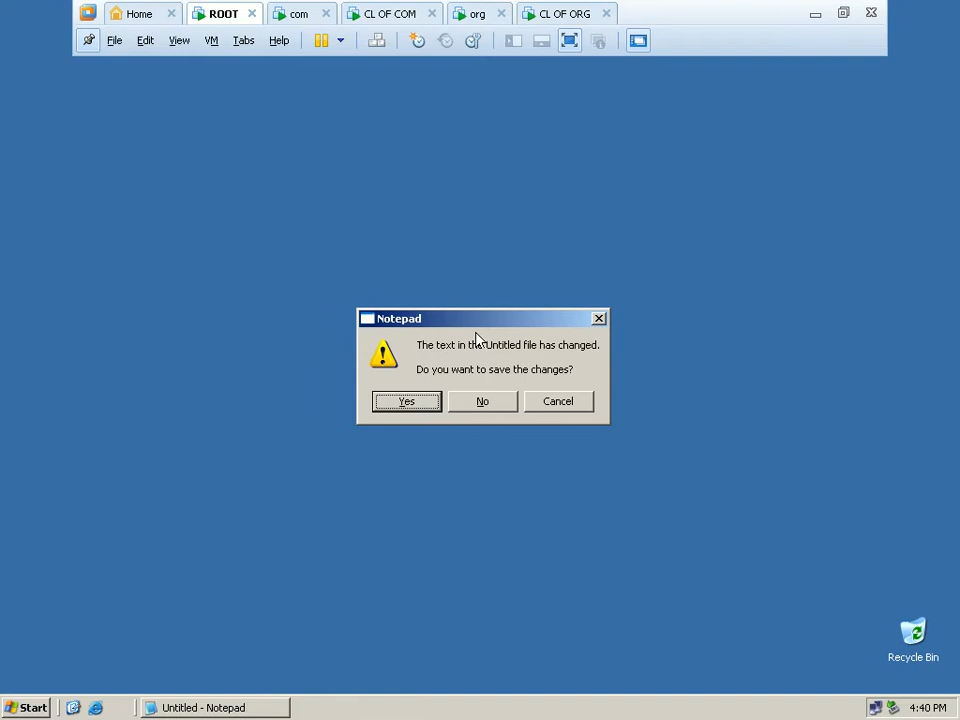 Home ROOT com CL OF COM org CL OF ORG
File Edit View VM Tabs Help
Notepad
The text in the Untitled file has changed.
Do you want to save the changes?
Yes No Cancel
Recycle Bin
Start Untitled - Notepad 4:40 PM